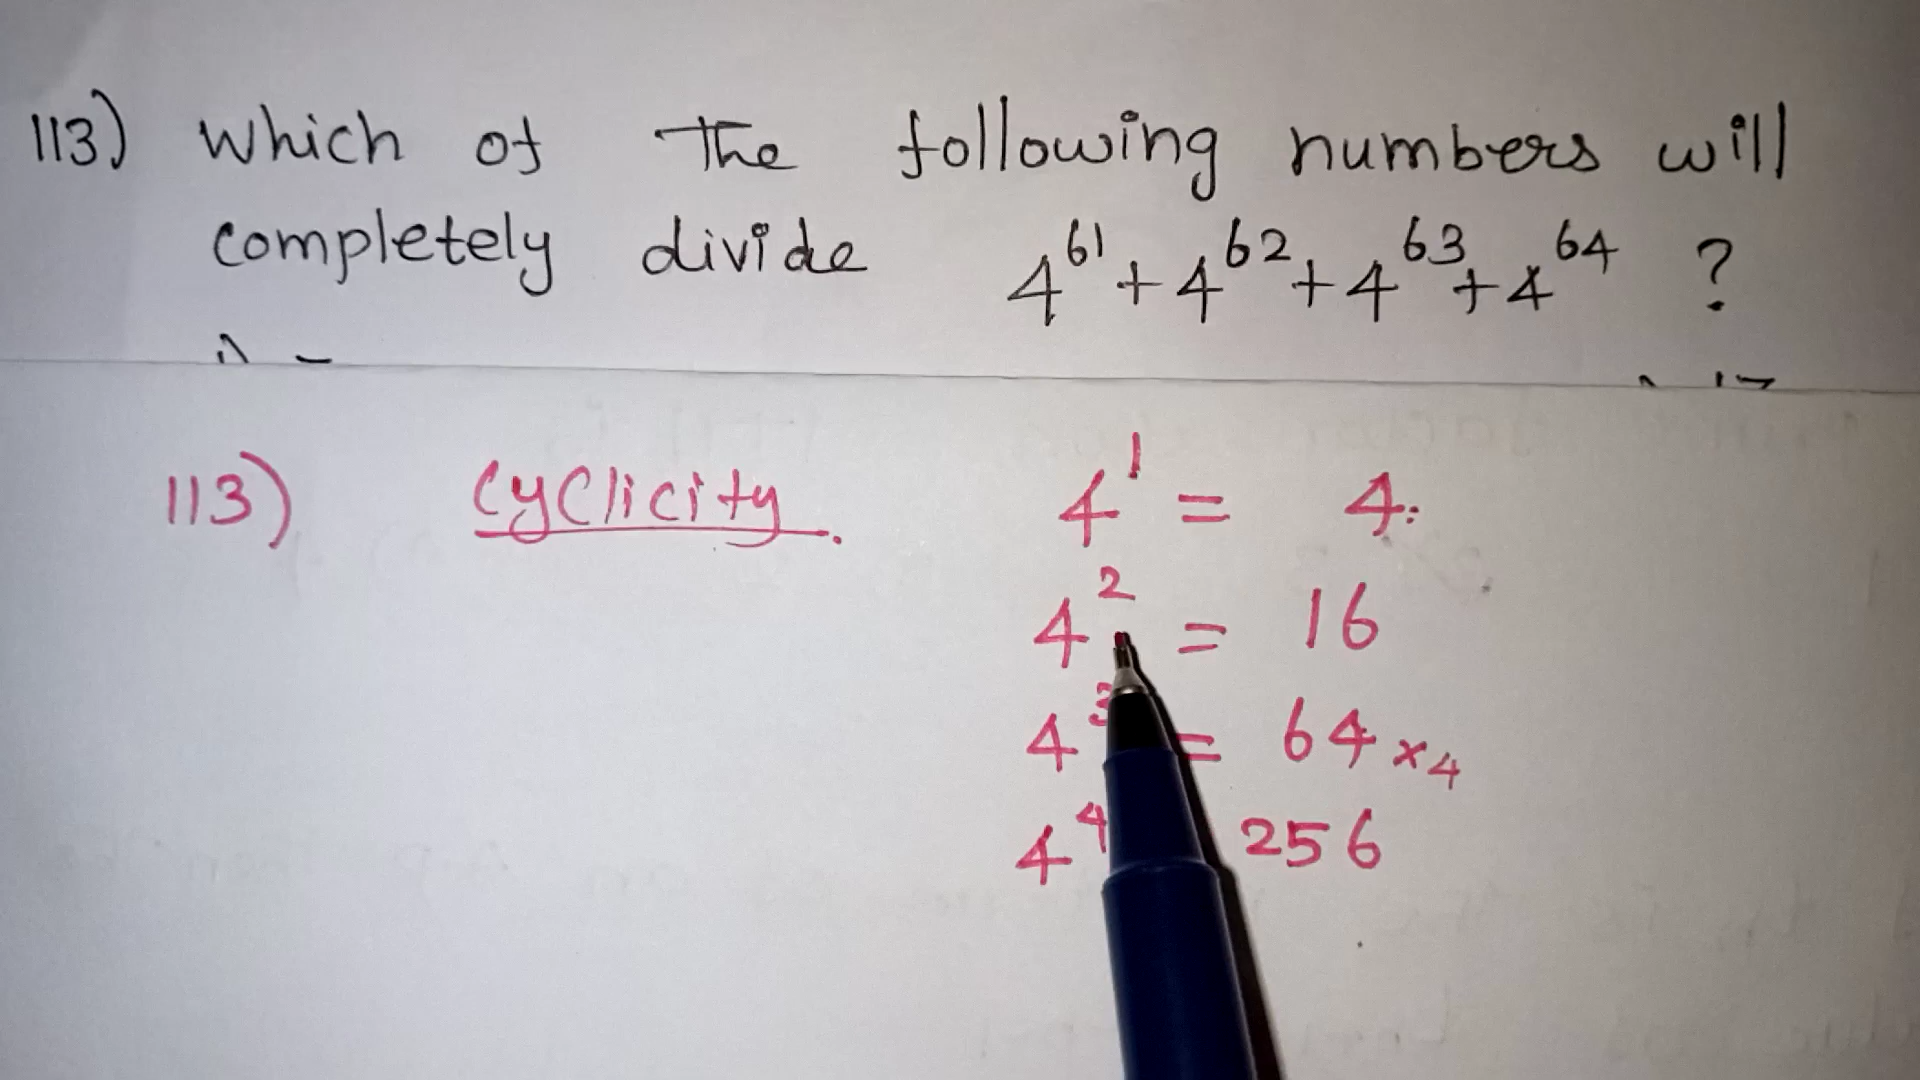 113) Which of the following numbers will
completely divide 4^61 + 4^62 + 4^63 + 4^64 ?
113) Cyclicity. 4^1 = 4.
4^2 = 16
4^3 = 64 × 4
4^4 256